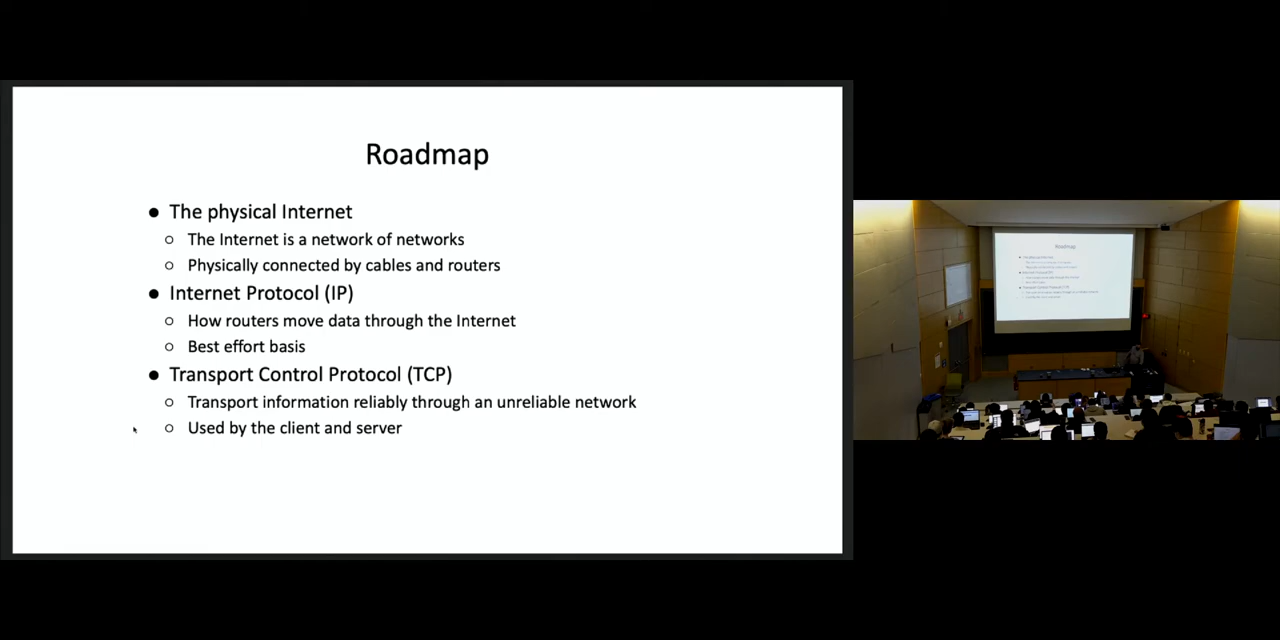 Roadmap
● The physical Internet
○ The Internet is a network of networks
○ Physically connected by cables and routers
● Internet Protocol (IP)
○ How routers move data through the Internet
○ Best effort basis
● Transport Control Protocol (TCP)
○ Transport information reliably through an unreliable network
○ Used by the client and server
Roadmap